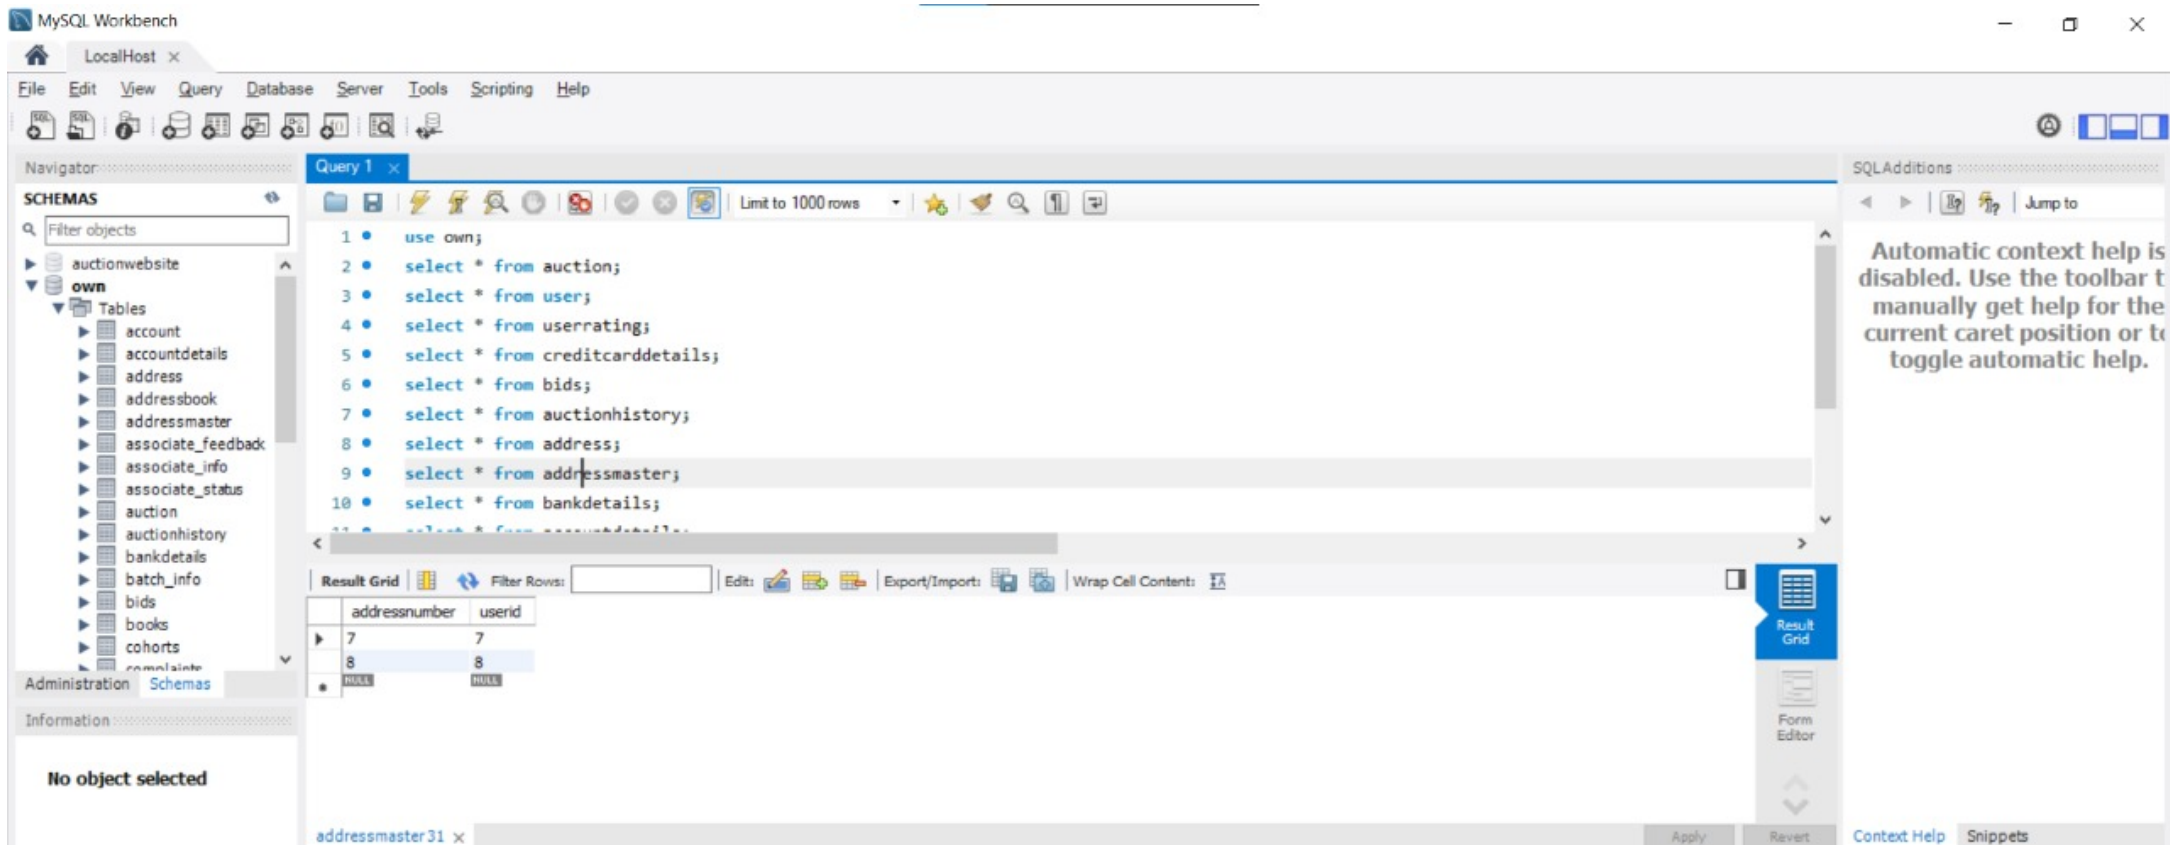 MySQL Workbench
LocalHost
File Edit View Query Database Server Tools Scripting Help
Navigator
SCHEMAS
Filter objects
auctionwebsite
own
Tables
account
accountdetails
address
addressbook
addressmaster
associate_feedback
associate_info
associate_status
auction
auctionhistory
bankdetails
batch_info
bids
books
cohorts
complaints
Administration Schemas
Information
No object selected
Query 1
Limit to 1000 rows
1 use own;
2 select * from auction;
3 select * from user;
4 select * from userrating;
5 select * from creditcarddetails;
6 select * from bids;
7 select * from auctionhistory;
8 select * from address;
9 select * from addressmaster;
10 select * from bankdetails;
11 select * from accountdetails;
Result Grid Filter Rows: Edit: Export/Import: Wrap Cell Content:
addressnumber userid
7 7
8 8
NULL NULL
Result
Grid
Form
Editor
addressmaster 31
Apply Revert
SQLAdditions
Jump to
Automatic context help is
disabled. Use the toolbar t
manually get help for the
current caret position or to
toggle automatic help.
Context Help Snippets